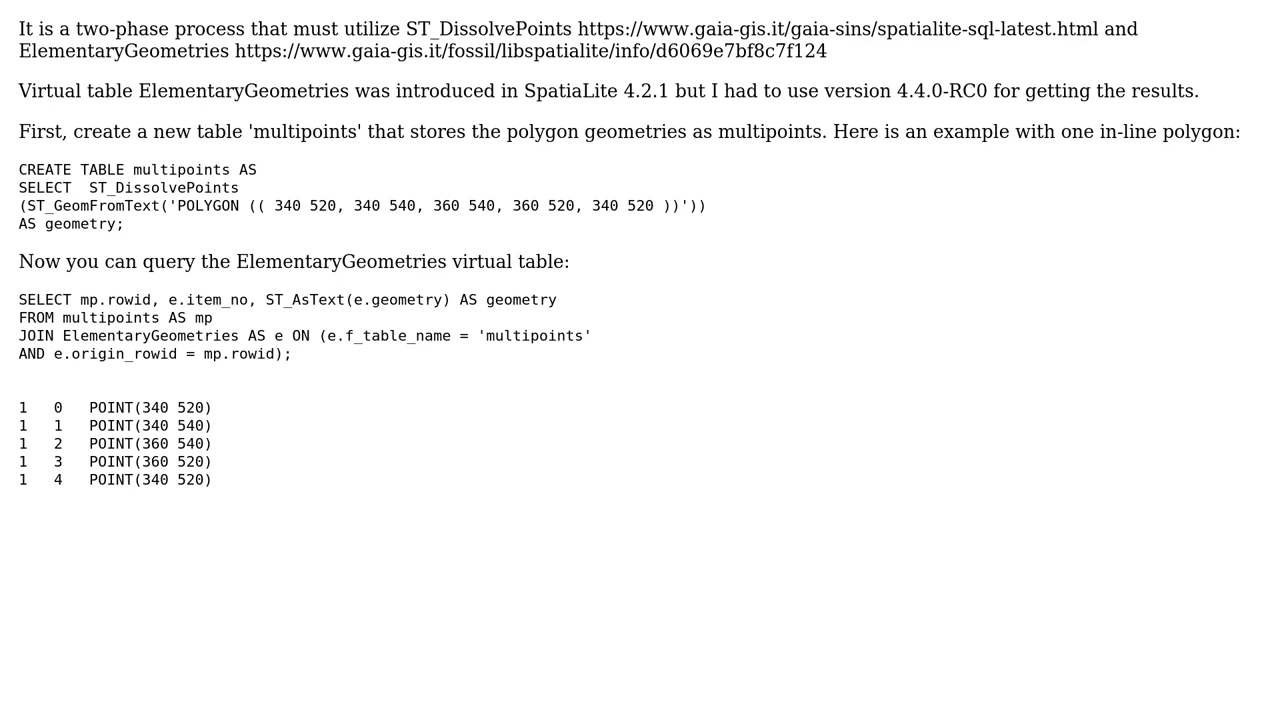 It is a two-phase process that must utilize ST_DissolvePoints https://www.gaia-gis.it/gaia-sins/spatialite-sql-latest.html and
ElementaryGeometries https://www.gaia-gis.it/fossil/libspatialite/info/d6069e7bf8c7f124
Virtual table ElementaryGeometries was introduced in SpatiaLite 4.2.1 but I had to use version 4.4.0-RC0 for getting the results.
First, create a new table 'multipoints' that stores the polygon geometries as multipoints. Here is an example with one in-line polygon:
CREATE TABLE multipoints AS
SELECT  ST_DissolvePoints
(ST_GeomFromText('POLYGON (( 340 520, 340 540, 360 540, 360 520, 340 520 ))'))
AS geometry;
Now you can query the ElementaryGeometries virtual table:
SELECT mp.rowid, e.item_no, ST_AsText(e.geometry) AS geometry
FROM multipoints AS mp
JOIN ElementaryGeometries AS e ON (e.f_table_name = 'multipoints'
AND e.origin_rowid = mp.rowid);
1   0   POINT(340 520)
1   1   POINT(340 540)
1   2   POINT(360 540)
1   3   POINT(360 520)
1   4   POINT(340 520)